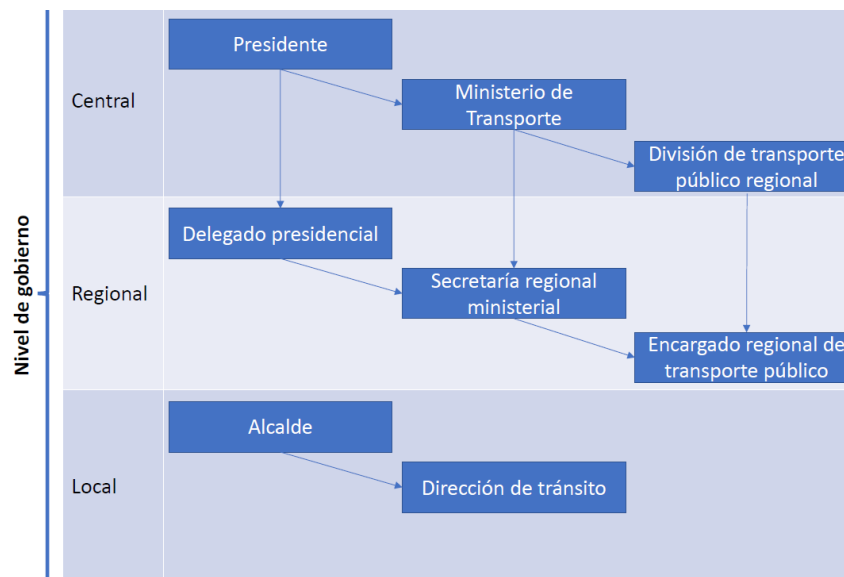 Nivel de gobierno
Central
Presidente
Ministerio de
Transporte
División de transporte
público regional
Regional
Delegado presidencial
Secretaría regional
ministerial
Encargado regional de
transporte público
Local
Alcalde
Dirección de tránsito